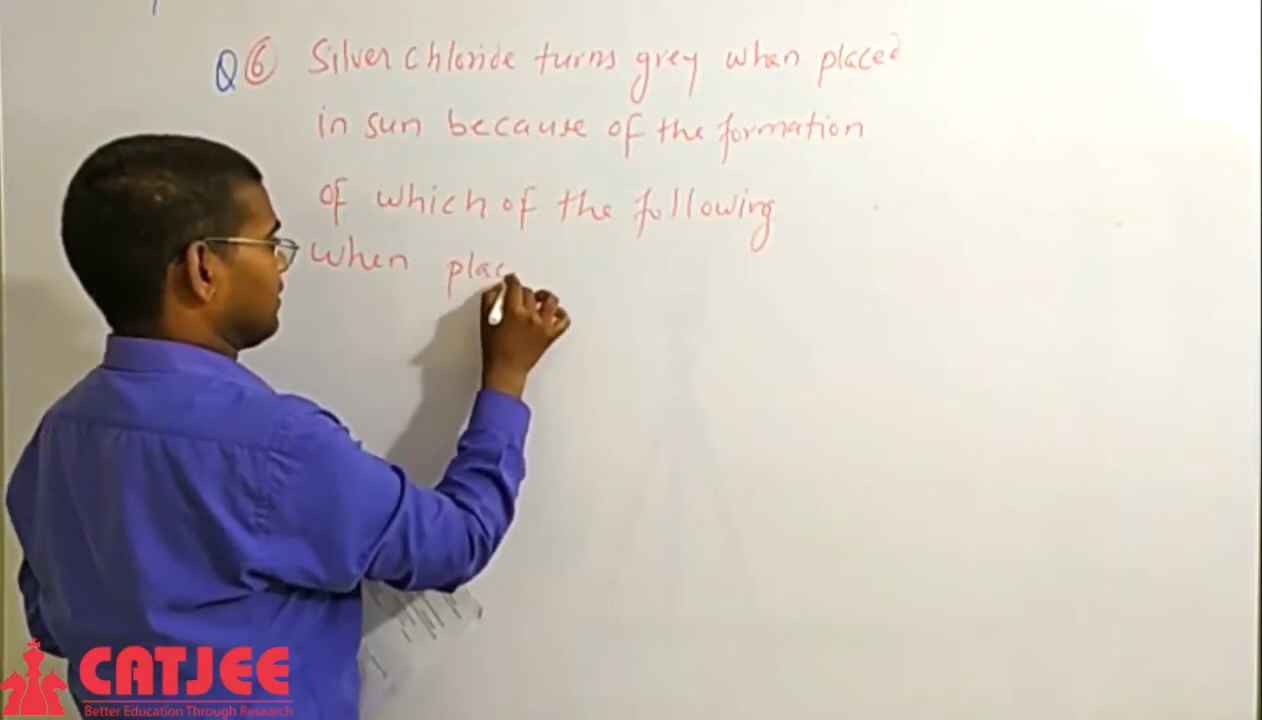 Q 6 Silver chloride turns grey when placed
in sun because of the formation
of which of the following
when plac
CATJEE
Better Education Through Research